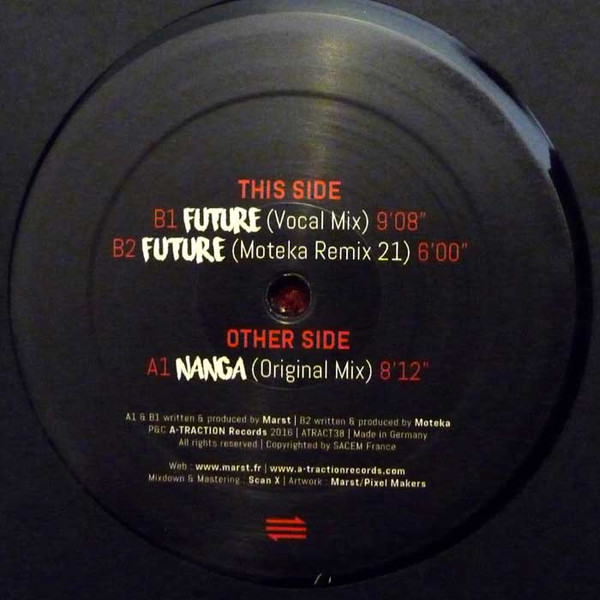 THIS SIDE
B1 FUTURE (Vocal Mix) 9'08"
B2 FUTURE (Moteka Remix 21) 6'00"
OTHER SIDE
A1 NANGA (Original Mix) 8'12"
A1 & B1 written & produced by Marst | B2 written & produced by Moteka
P&C A-TRACTION Records 2016 | ATRACT38 | Made in Germany
All rights reserved | Copyrighted by SACEM France
Web : www.marst.fr | www.a-tractionrecords.com
Mixdown & Mastering : Scan X | Artwork : Marst/Pixel Makers